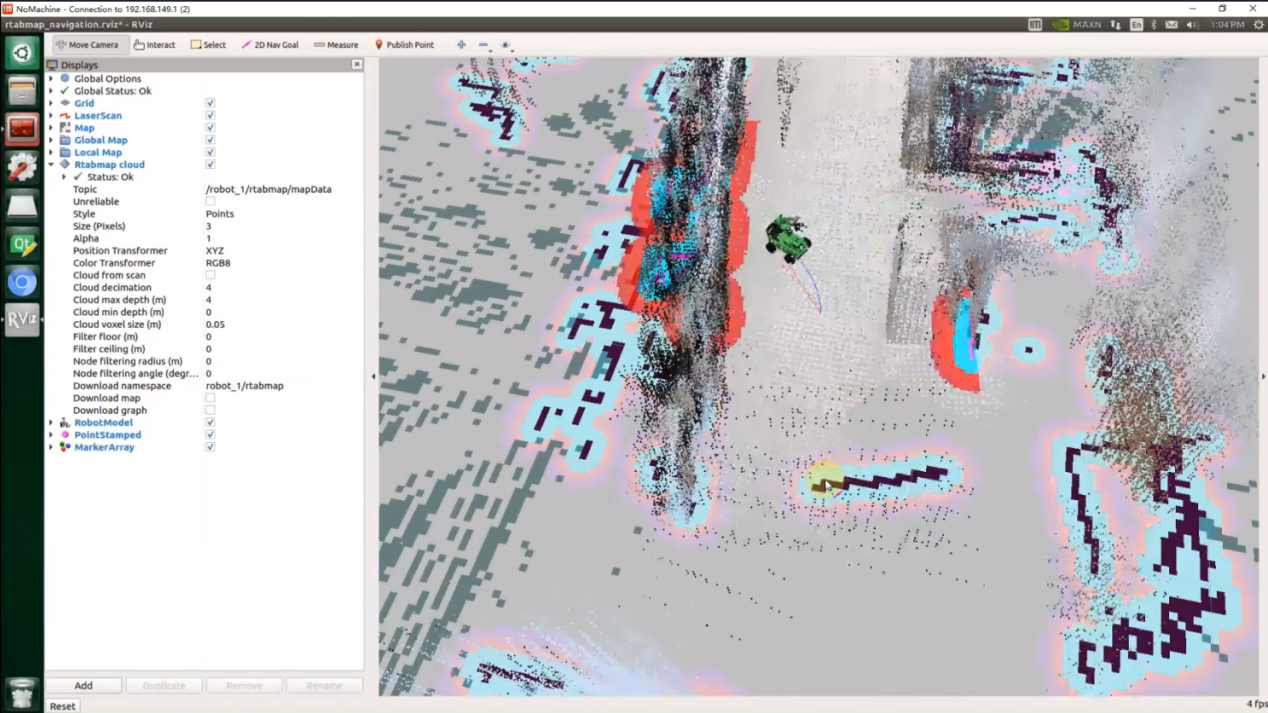 NoMachine - Connection to 192.168.149.1 (2)
rtabmap_navigation.rviz* - RViz
MAXN En 1:04 PM
Move Camera Interact Select 2D Nav Goal Measure Publish Point
Displays
Global Options
Global Status: Ok
Grid
LaserScan
Map
Global Map
Local Map
Rtabmap cloud
Status: Ok
Topic /robot_1/rtabmap/mapData
Unreliable
Style Points
Size (Pixels) 3
Alpha 1
Position Transformer XYZ
Color Transformer RGB8
Cloud from scan
Cloud decimation 4
Cloud max depth (m) 4
Cloud min depth (m) 0
Cloud voxel size (m) 0.05
Filter floor (m) 0
Filter ceiling (m) 0
Node filtering radius (m) 0
Node filtering angle (degr... 0
Download namespace robot_1/rtabmap
Download map
Download graph
RobotModel
PointStamped
MarkerArray
Qt
RViz
Add Duplicate Remove Rename
Reset
4 fps